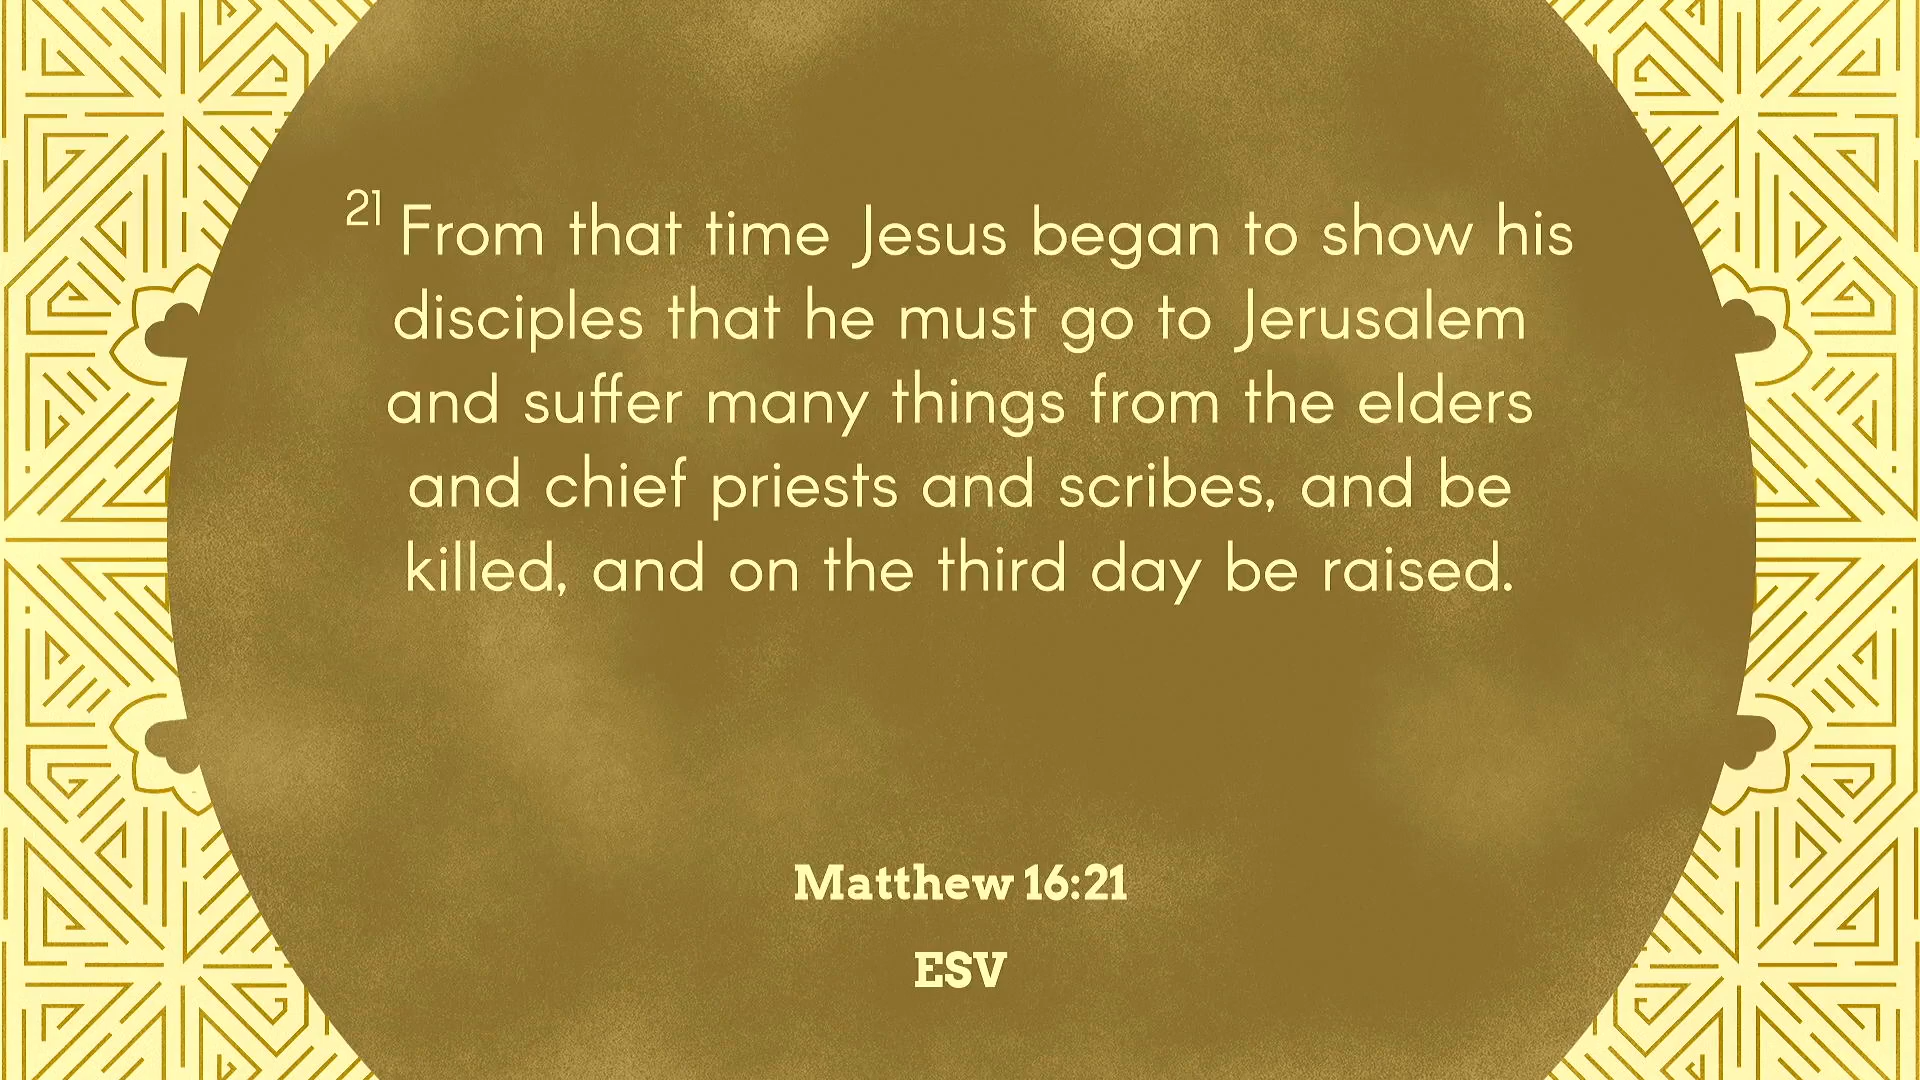 21 From that time Jesus began to show his
disciples that he must go to Jerusalem
and suffer many things from the elders
and chief priests and scribes, and be
killed, and on the third day be raised.
Matthew 16:21
ESV